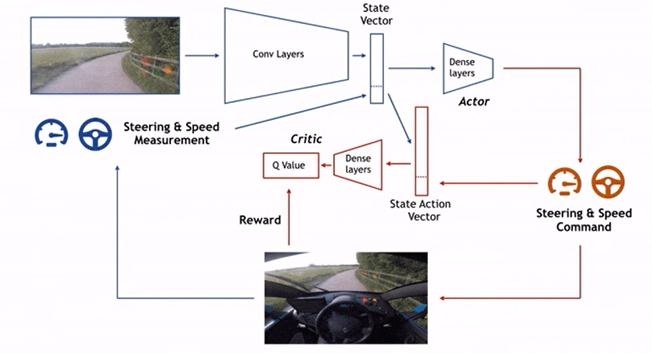 State
Vector
Conv Layers
Dense
layers
Actor
Steering & Speed
Measurement
Critic
Q Value
Dense
layers
State Action
Vector
Steering & Speed
Command
Reward